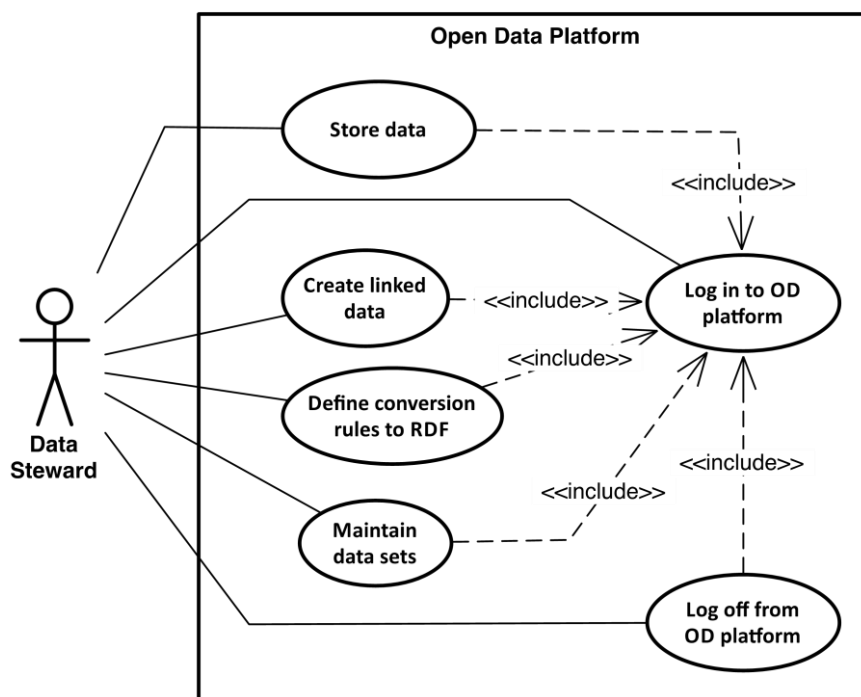 Open Data Platform
Store data
<<include>>
Create linked
data
<<include>>
Log in to OD
platform
<<include>>
Define conversion
rules to RDF
Data
Steward
<<include>>
<<include>>
Maintain
data sets
Log off from
OD platform